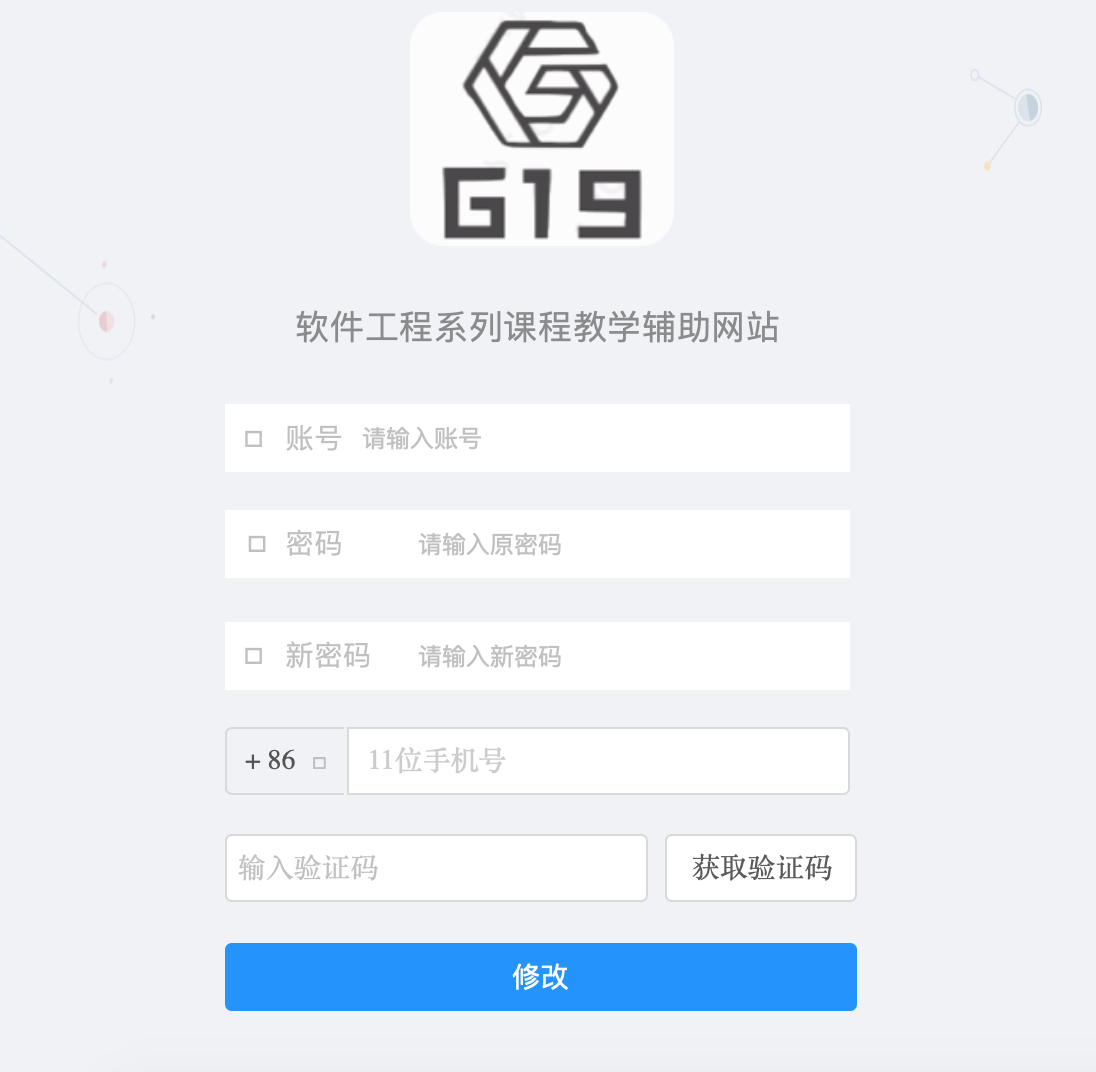 G19
软件工程系列课程教学辅助网站
账号 请输入账号
密码 请输入原密码
新密码 请输入新密码
+ 86 11位手机号
输入验证码 获取验证码
修改